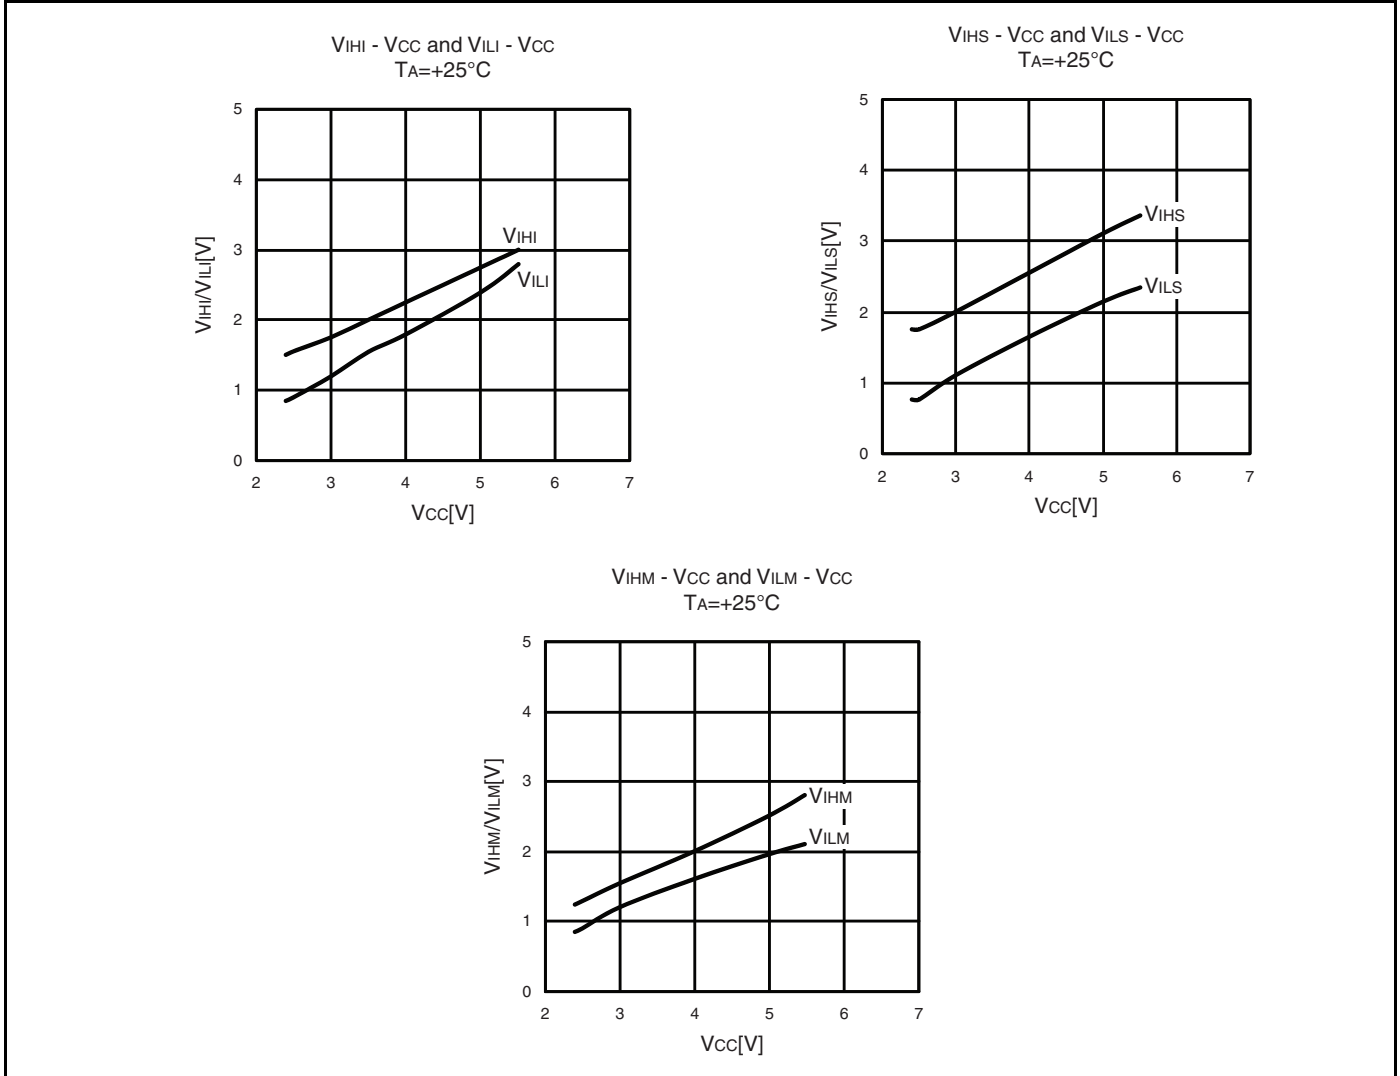 VIHI - VCC and VILI - VCC
TA=+25°C
5
4
3
2
1
0
VIHI/VILI[V]
VIHI
VILI
2 3 4 5 6 7
VCC[V]
VIHS - VCC and VILS - VCC
TA=+25°C
5
4
3
2
1
0
VIHS/VILS[V]
VIHS
VILS
2 3 4 5 6 7
VCC[V]
VIHM - VCC and VILM - VCC
TA=+25°C
5
4
3
2
1
0
VIHM/VILM[V]
VIHM
VILM
2 3 4 5 6 7
VCC[V]